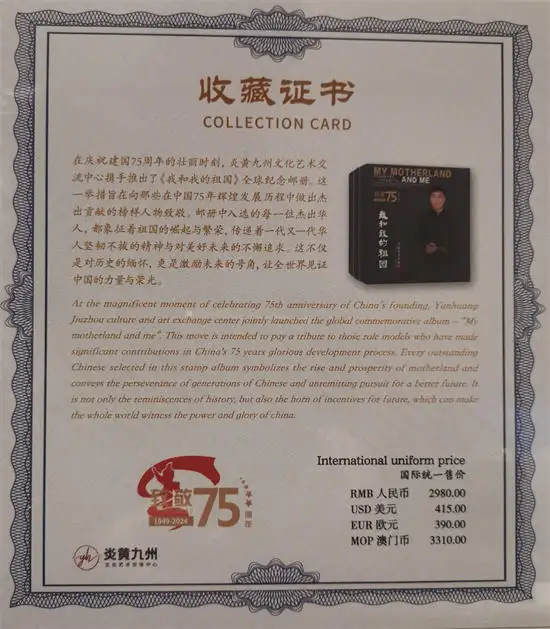 收藏证书
COLLECTION CARD
在庆祝建国75周年的壮丽时刻，炎黄九州文化艺术交
流中心携手推出了《我和我的祖国》全球纪念邮册。这
一举措旨在向那些在中国75年辉煌发展历程中做出杰
出贡献的榜样人物致敬。邮册中入选的每一位杰出华
人，都象征着祖国的崛起与繁荣，传递着一代又一代华
人坚韧不拔的精神与对美好未来的不懈追求。这不仅
是对历史的缅怀，更是激励未来的号角，让全世界见证
中国的力量与荣光。
MY MOTHERLAND
AND ME
75
我和我的祖国
At the magnificent moment of celebrating 75th anniversary of China's founding, Yanhuang
Jiuzhou culture and art exchange center jointly launched the global commemorative album – "My
motherland and me". This move is intended to pay a tribute to those role models who have made
significant contributions in China's 75 years glorious development process. Every outstanding
Chinese selected in this stamp album symbolizes the rise and prosperity of motherland and
conveys the perseverance of generations of Chinese and unremitting pursuit for a better future. It
is not only the reminiscences of history, but also the horn of incentives for future, which can make
the whole world witness the power and glory of china.
致敬75
1949-2024
International uniform price
国际统一售价
RMB 人民币 2980.00
USD 美元 415.00
EUR 欧元 390.00
MOP 澳门币 3310.00
yh 炎黄九州
文化艺术交流中心